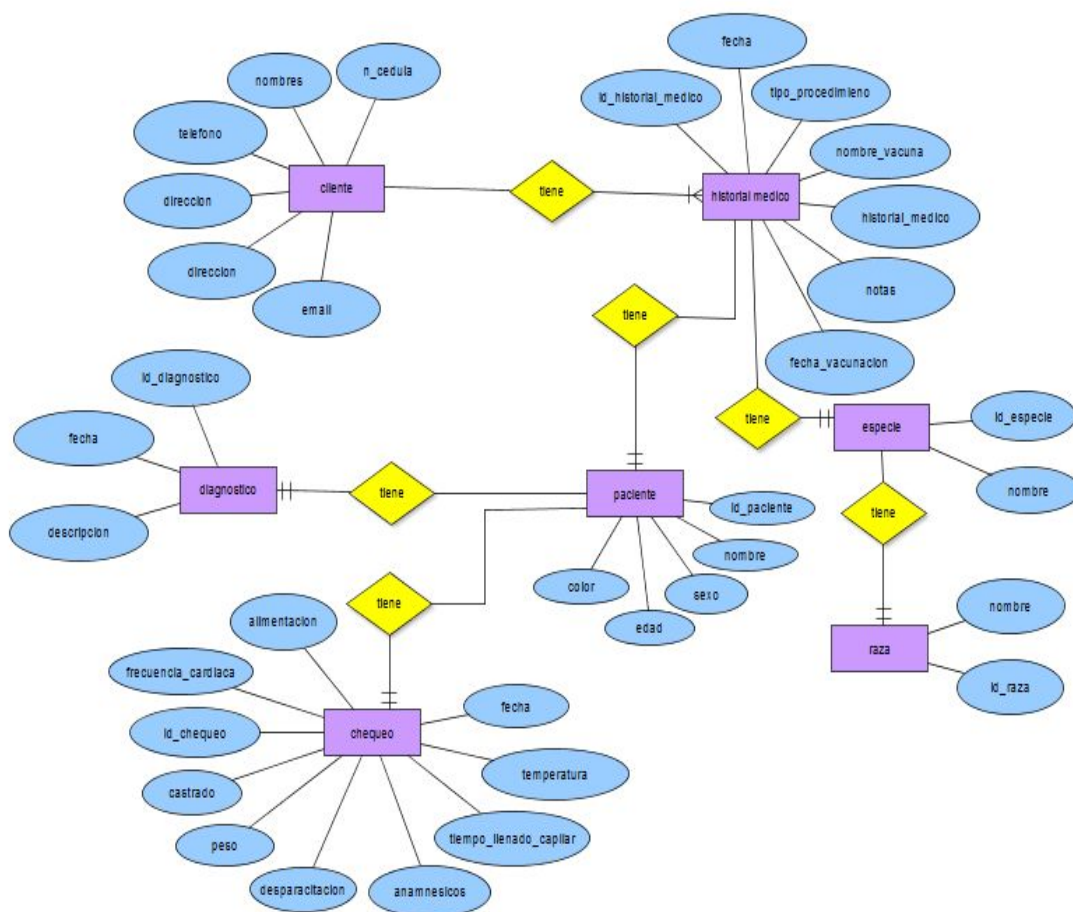 fecha
n_cedula
nombres
id_historial_medico
tipo_procedimieno
telefono
nombre_vacuna
cliente
tiene
historial medico
direccion
historial_medico
direccion
notas
email
tiene
fecha_vacunacion
id_diagnostico
tiene
especie
id_especie
fecha
nombre
diagnostico
tiene
paciente
id_paciente
tiene
descripcion
nombre
color
sexo
tiene
edad
alimentacion
nombre
raza
frecuencia_cardiaca
id_raza
fecha
id_chequeo
chequeo
temperatura
castrado
peso
tiempo_llenado_capilar
desparacitacion
anamnesicos